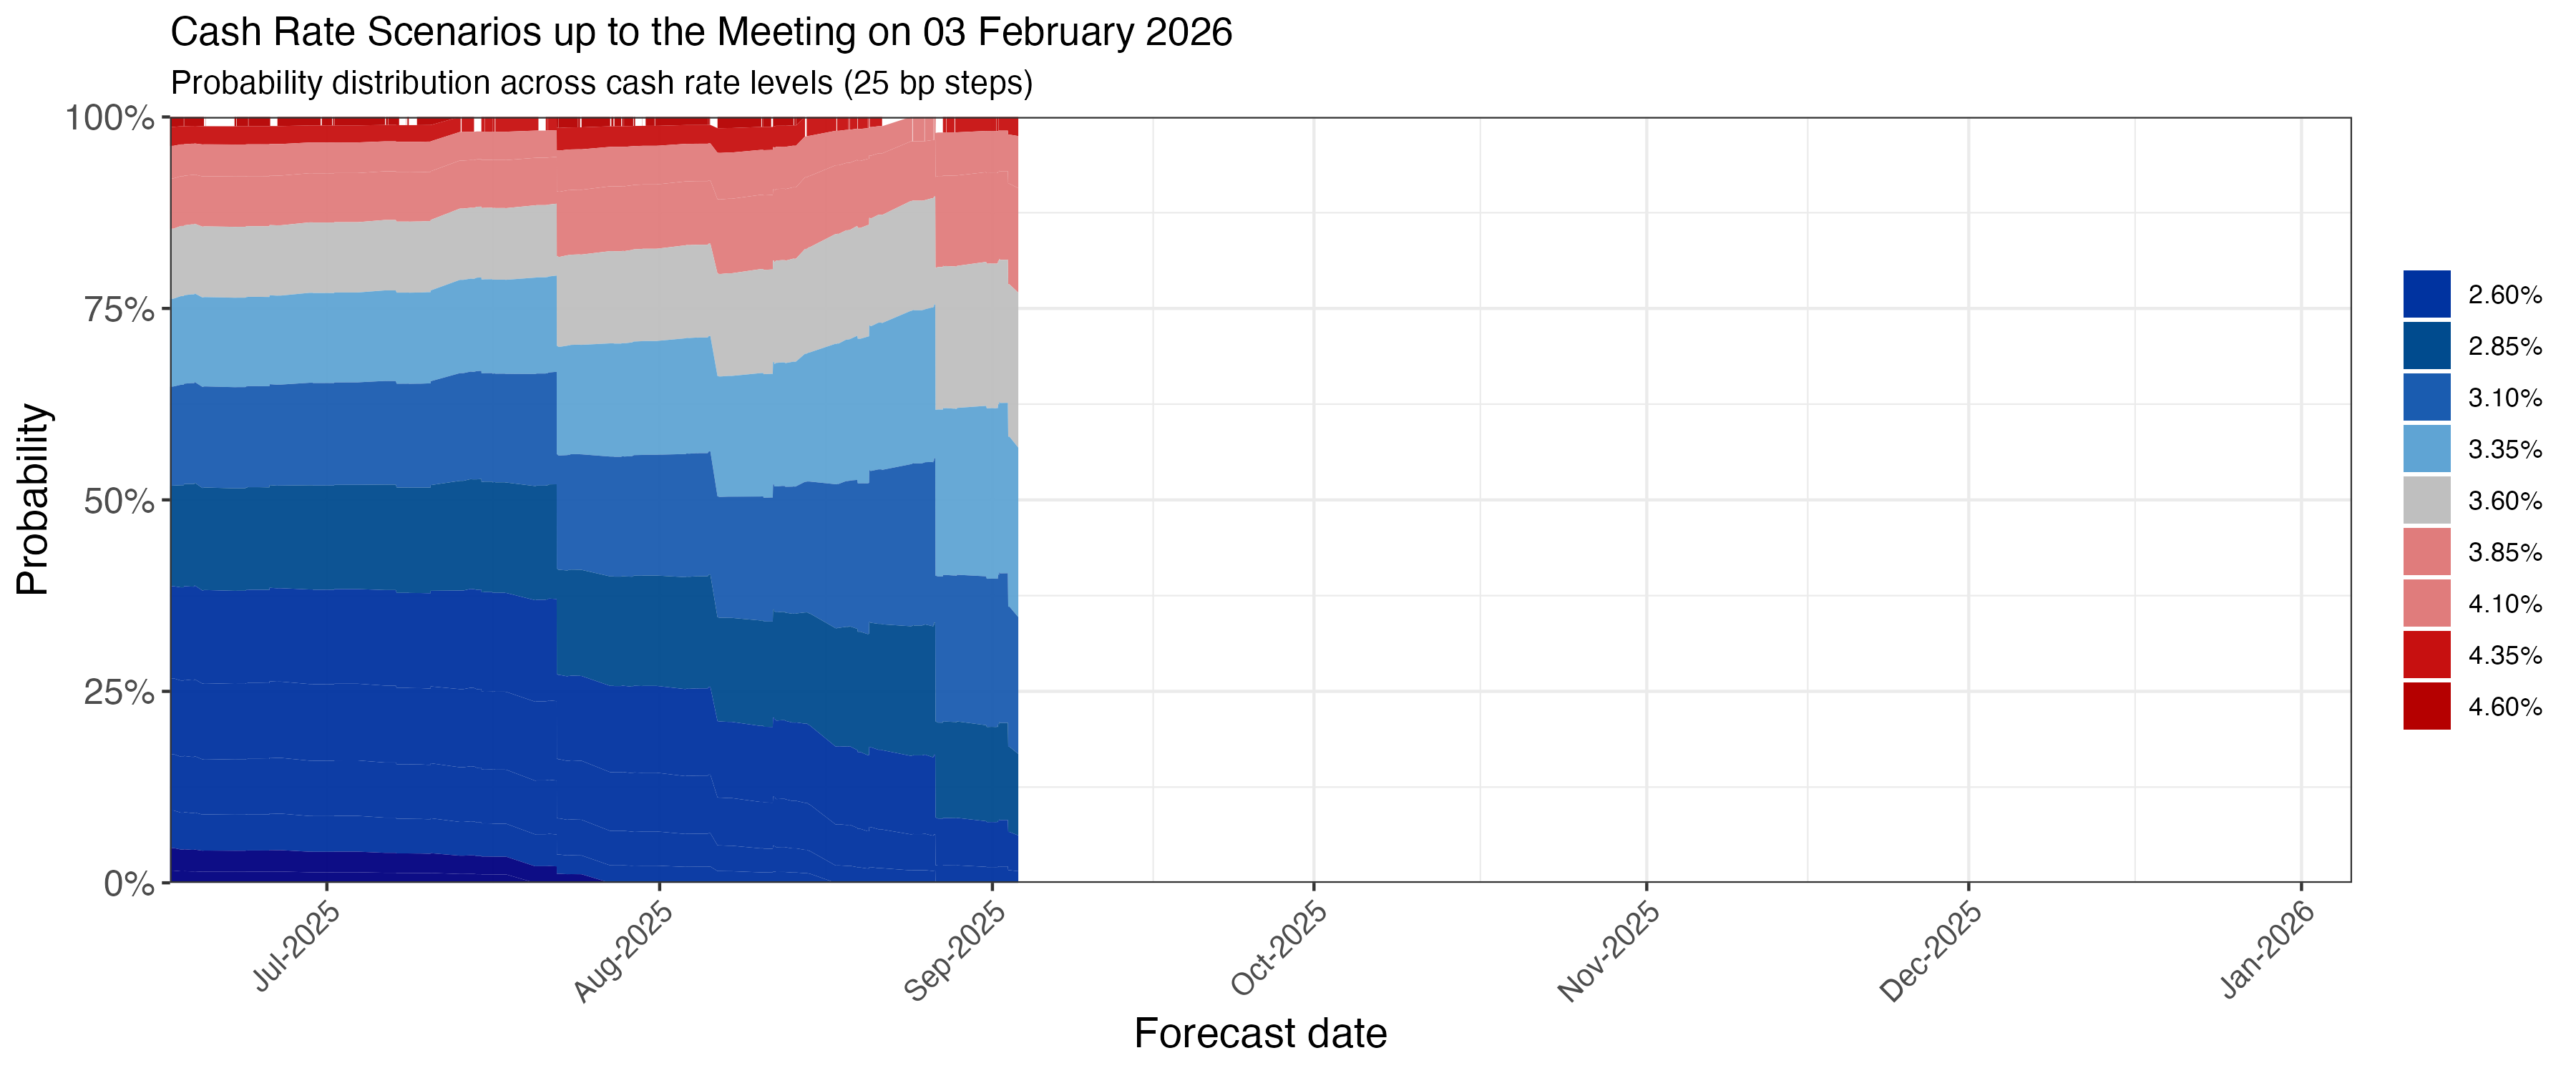 Cash Rate Scenarios up to the Meeting on 03 February 2026
Probability distribution across cash rate levels (25 bp steps)
100%
75%
50%
25%
0%
Probability
Jul-2025
Aug-2025
Sep-2025
Oct-2025
Nov-2025
Dec-2025
Jan-2026
Forecast date
2.60%
2.85%
3.10%
3.35%
3.60%
3.85%
4.10%
4.35%
4.60%